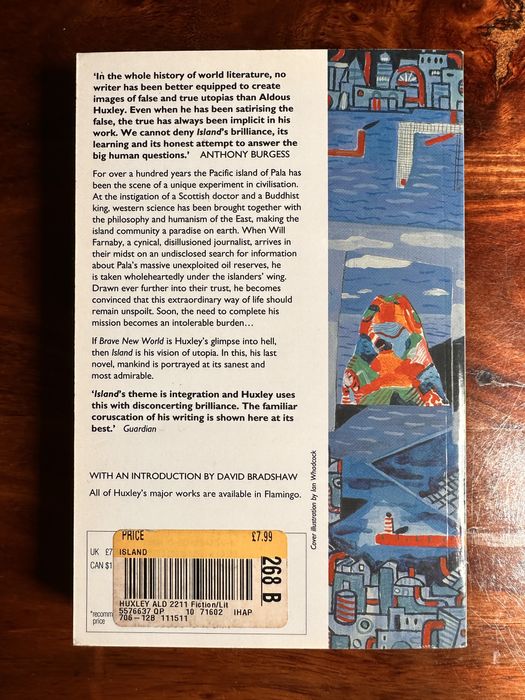 ‘In the whole history of world literature, no
writer has been better equipped to create
images of false and true utopias than Aldous
Huxley. Even when he has been satirising the
false, the true has always been implicit in his
work. We cannot deny Island's brilliance, its
learning and its honest attempt to answer the
big human questions.’ ANTHONY BURGESS
For over a hundred years the Pacific island of Pala has
been the scene of a unique experiment in civilisation.
At the instigation of a Scottish doctor and a Buddhist
king, western science has been brought together with
the philosophy and humanism of the East, making the
island community a paradise on earth. When Will
Farnaby, a cynical, disillusioned journalist, arrives in
their midst on an undisclosed search for information
about Pala's massive unexploited oil reserves, he
is taken wholeheartedly under the islanders' wing.
Drawn ever further into their trust, he becomes
convinced that this extraordinary way of life should
remain unspoilt. Soon, the need to complete his
mission becomes an intolerable burden…
If Brave New World is Huxley's glimpse into hell,
then Island is his vision of utopia. In this, his last
novel, mankind is portrayed at its sanest and
most admirable.
‘Island's theme is integration and Huxley uses
this with disconcerting brilliance. The familiar
coruscation of his writing is shown here at its
best.’ Guardian
WITH AN INTRODUCTION BY DAVID BRADSHAW
All of Huxley's major works are available in Flamingo.
Cover illustration by Ian Whadcock
UK £7
CAN $1
*recomm
price
PRICE £7.99
ISLAND
268 B
HUXLEY ALD 2211 Fiction/Lit
5576637 QP 10 71602 IHAP
706-12B 111511